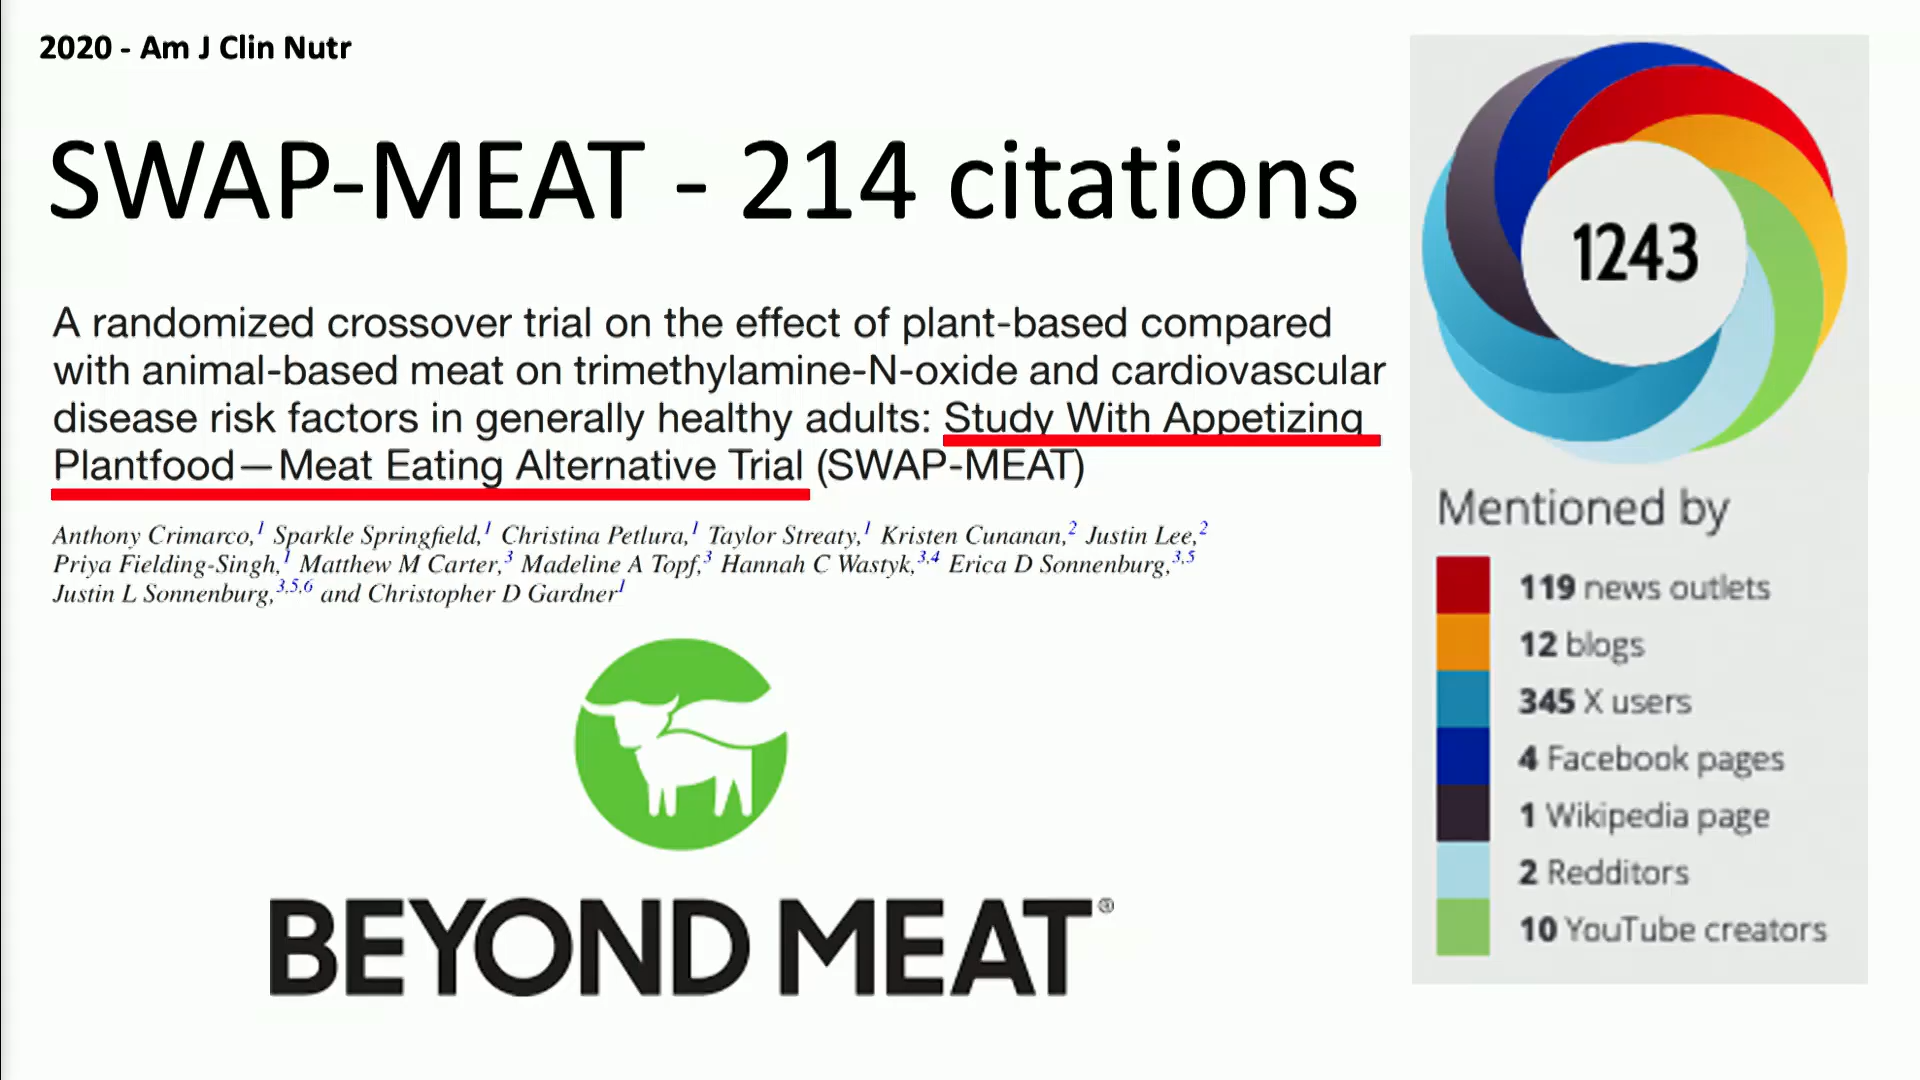 2020 - Am J Clin Nutr
SWAP-MEAT - 214 citations
A randomized crossover trial on the effect of plant-based compared
with animal-based meat on trimethylamine-N-oxide and cardiovascular
disease risk factors in generally healthy adults: Study With Appetizing
Plantfood—Meat Eating Alternative Trial (SWAP-MEAT)
Anthony Crimarco,1 Sparkle Springfield,1 Christina Petlura,1 Taylor Streaty,1 Kristen Cunanan,2 Justin Lee,2
Priya Fielding-Singh,1 Matthew M Carter,3 Madeline A Topf,3 Hannah C Wastyk,3,4 Erica D Sonnenburg,3,5
Justin L Sonnenburg,3,5,6 and Christopher D Gardner1
BEYOND MEAT®
1243
Mentioned by
119 news outlets
12 blogs
345 X users
4 Facebook pages
1 Wikipedia page
2 Redditors
10 YouTube creators